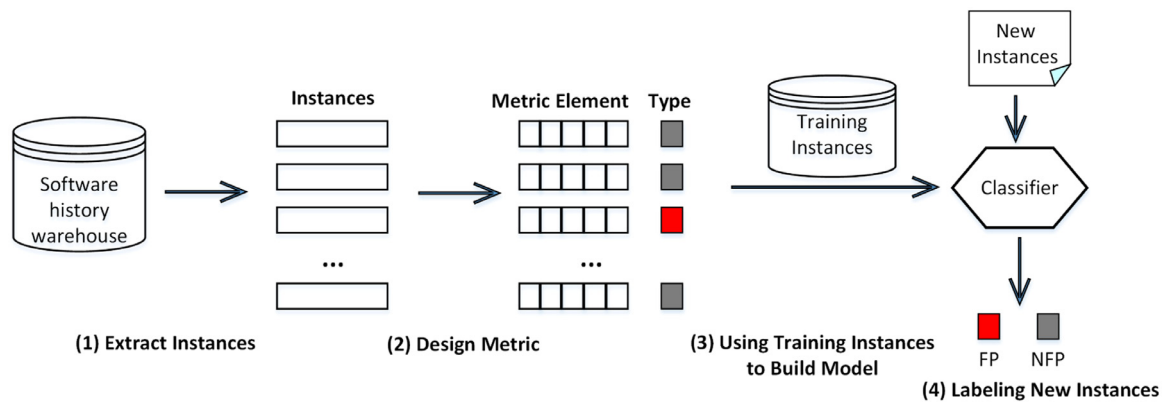 Software
history
warehouse
(1) Extract Instances
Instances
...
(2) Design Metric
Metric Element
Type
...
Training
Instances
(3) Using Training Instances
to Build Model
New
Instances
Classifier
FP
NFP
(4) Labeling New Instances